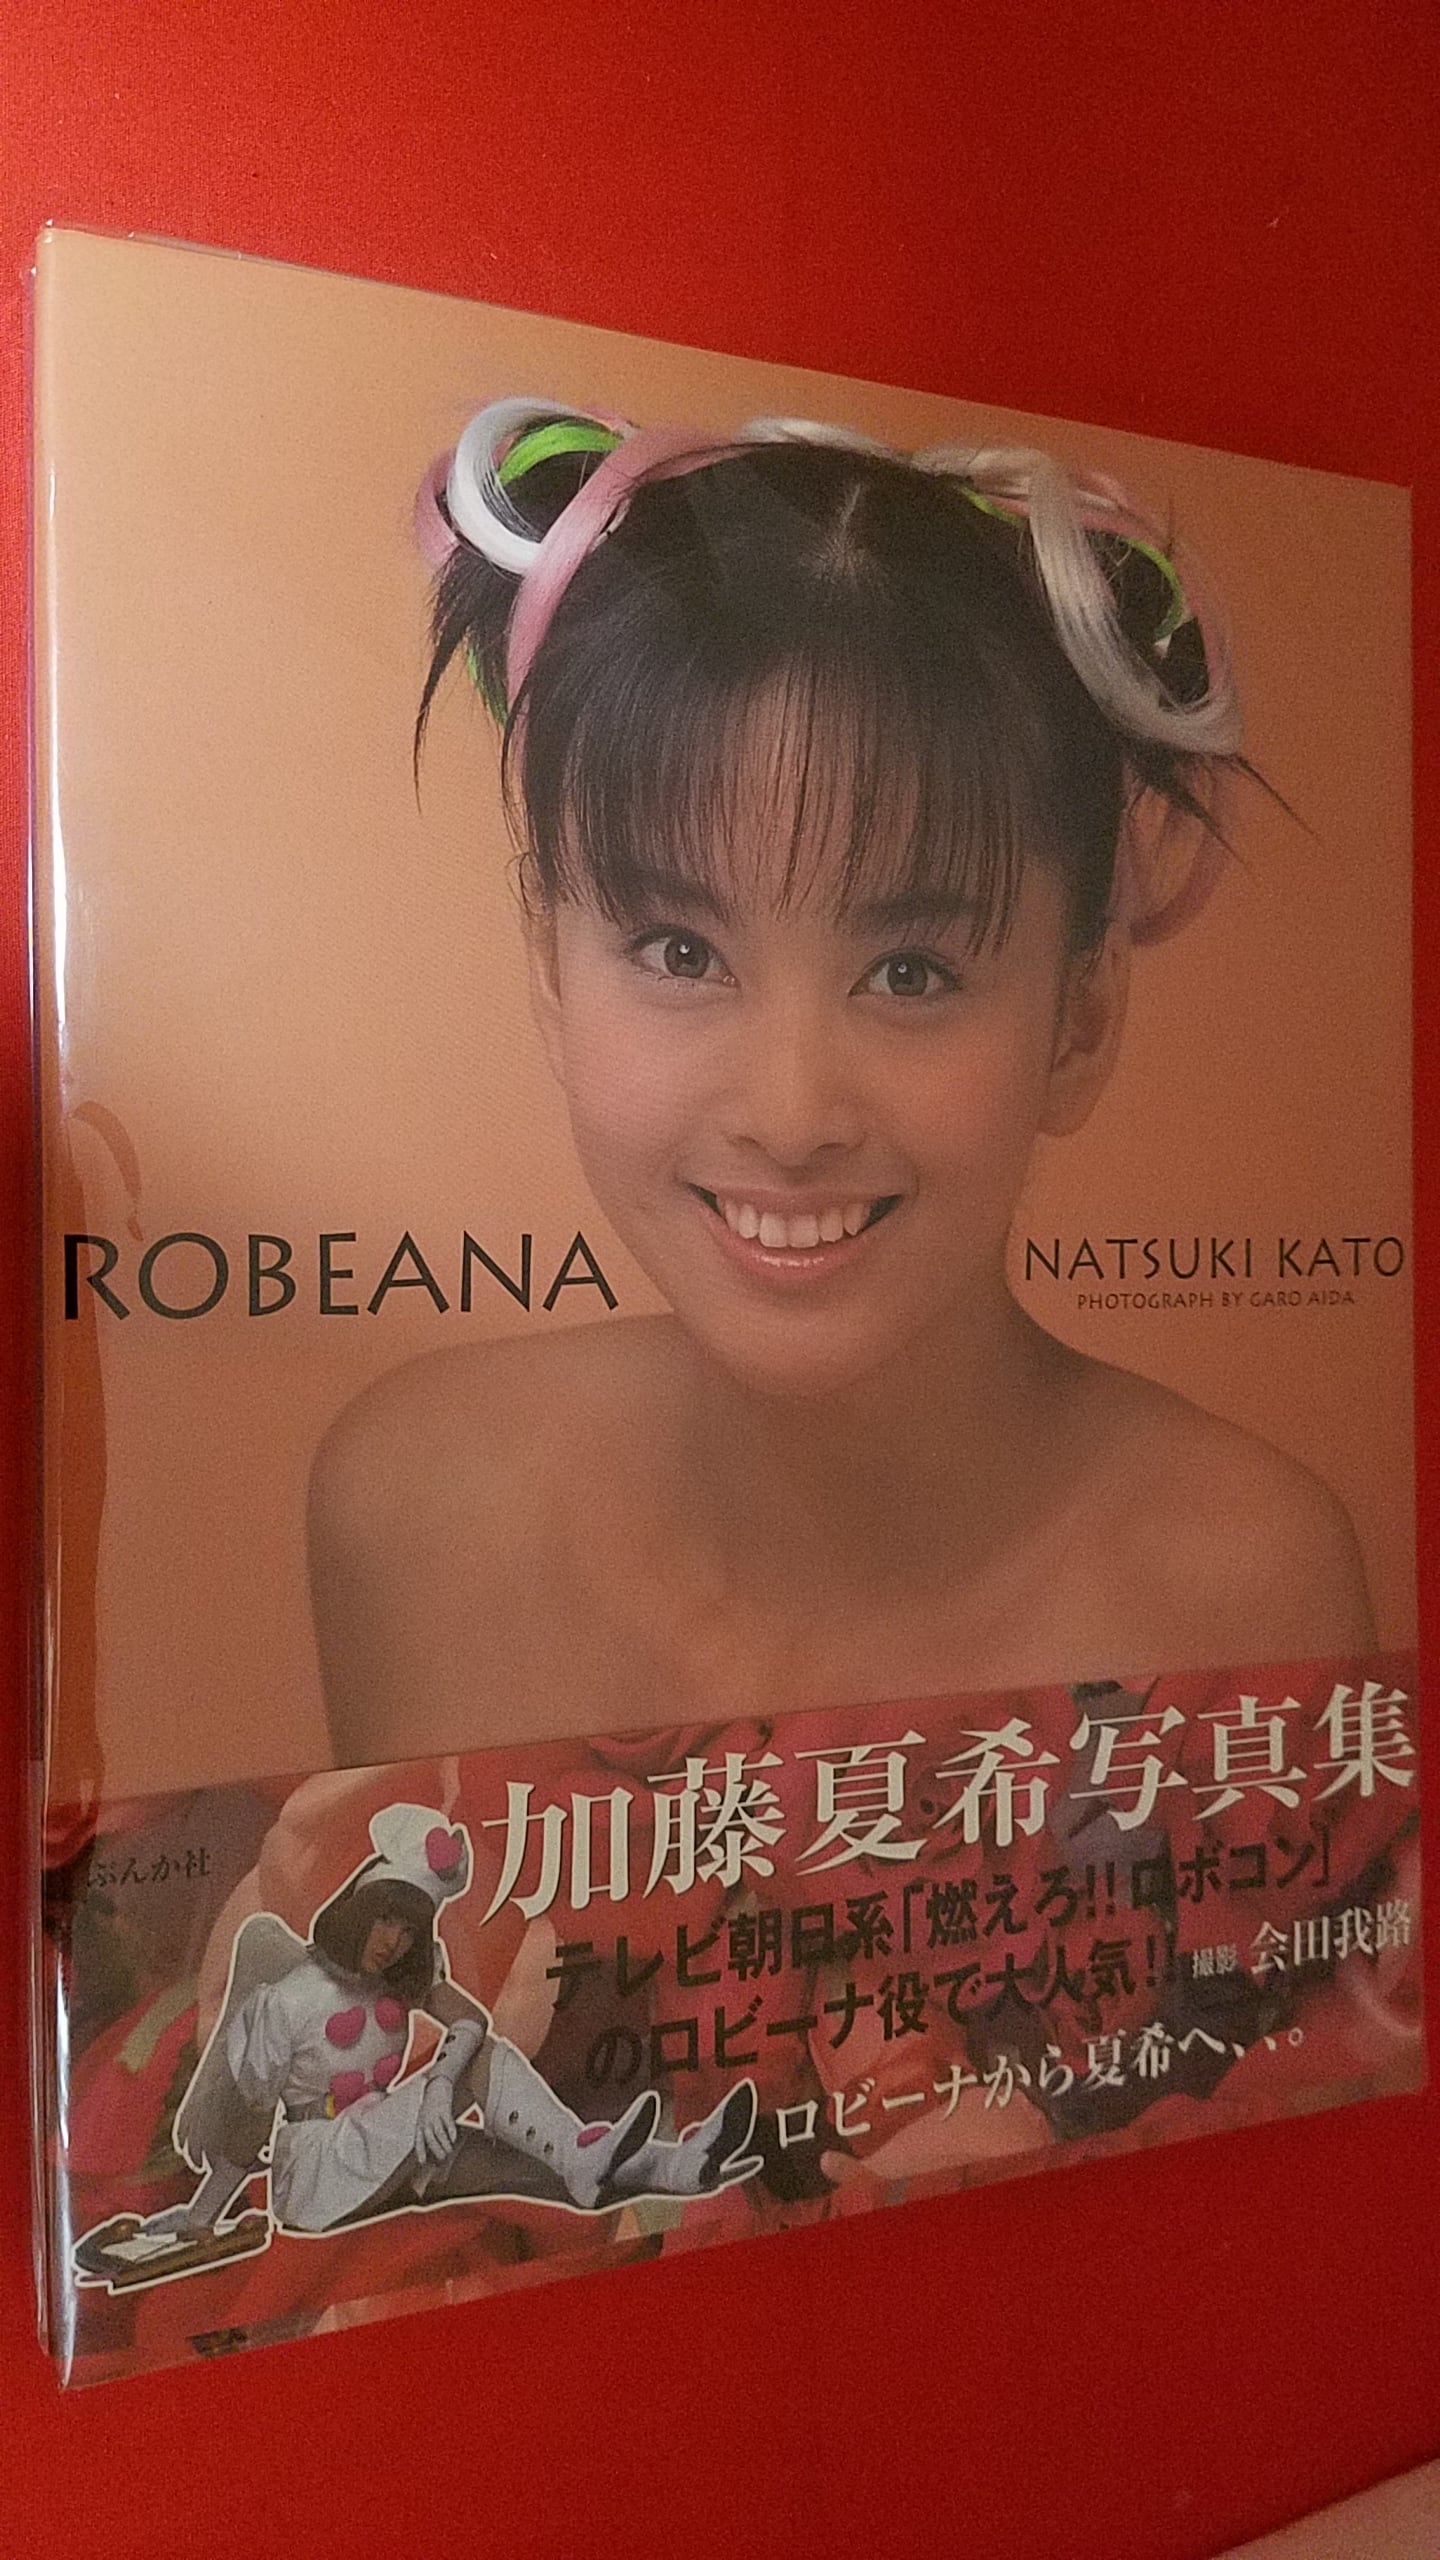 ROBEANA
NATSUKI KATO
PHOTOGRAPH BY GARO AIDA
加藤夏希写真集
ぶんか社
テレビ朝日系「燃えろ!!ロボコン」
のロビーナ役で大人気!!
撮影 会田我路
ロビーナから夏希へ、、、。